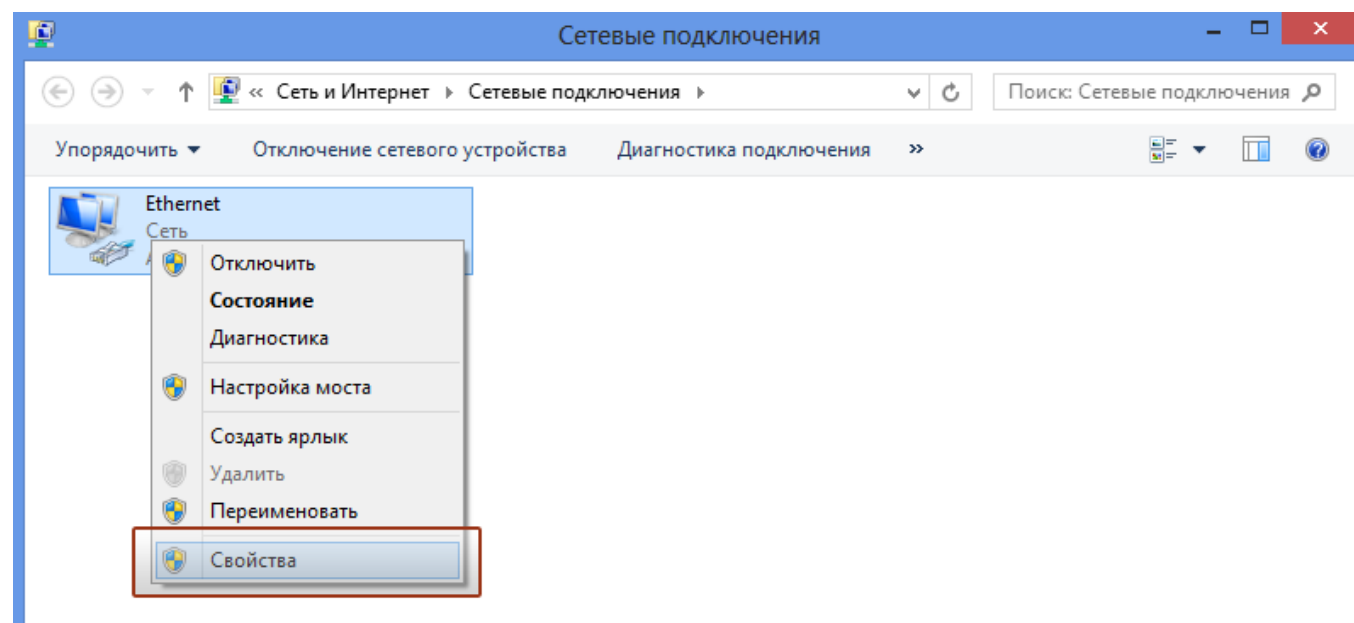 Сетевые подключения
« Сеть и Интернет Сетевые подключения
Поиск: Сетевые подключения
Упорядочить Отключение сетевого устройства Диагностика подключения »
Ethernet
Сеть
Отключить
Состояние
Диагностика
Настройка моста
Создать ярлык
Удалить
Переименовать
Свойства